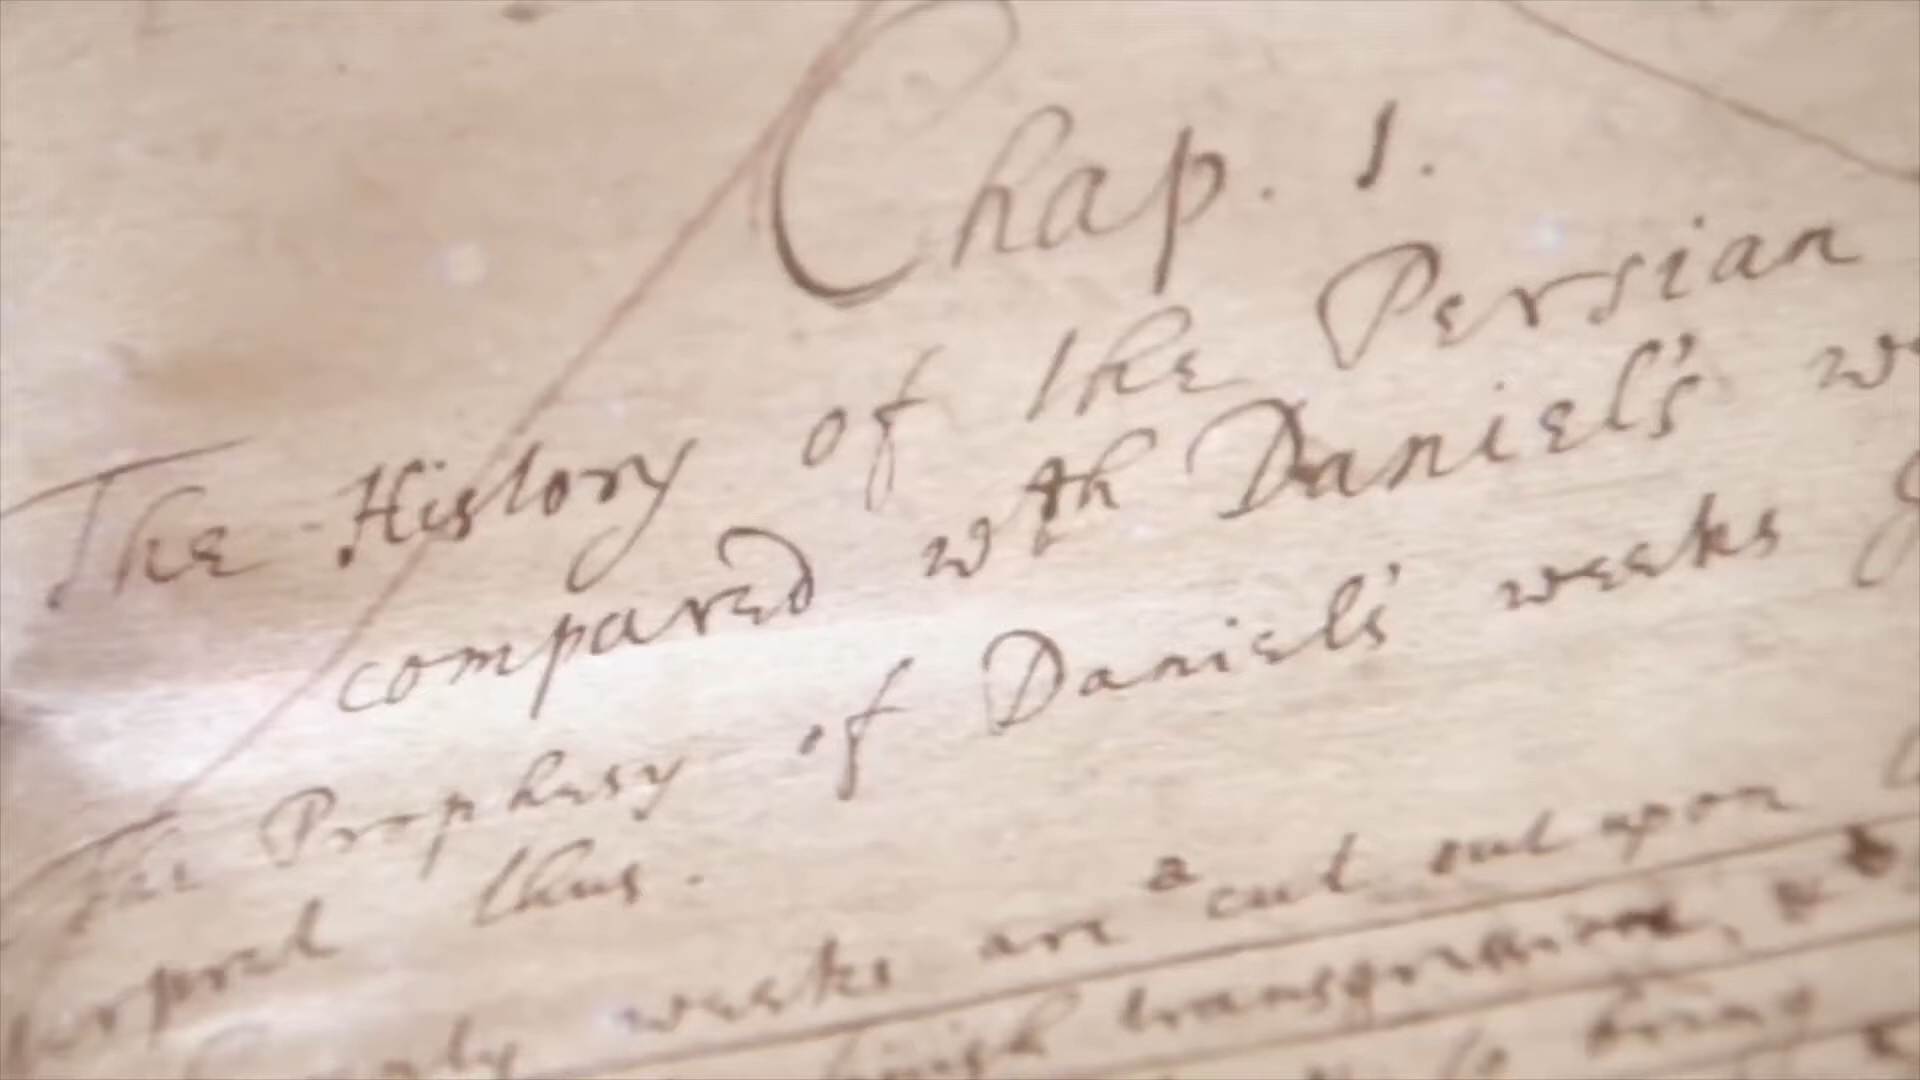 Chap. 1.
The History of the Persian
compared wth Daniel's
The Prophesy of Daniel's weeks
thus.
weeks are a cut out upon
transgression,
to bring